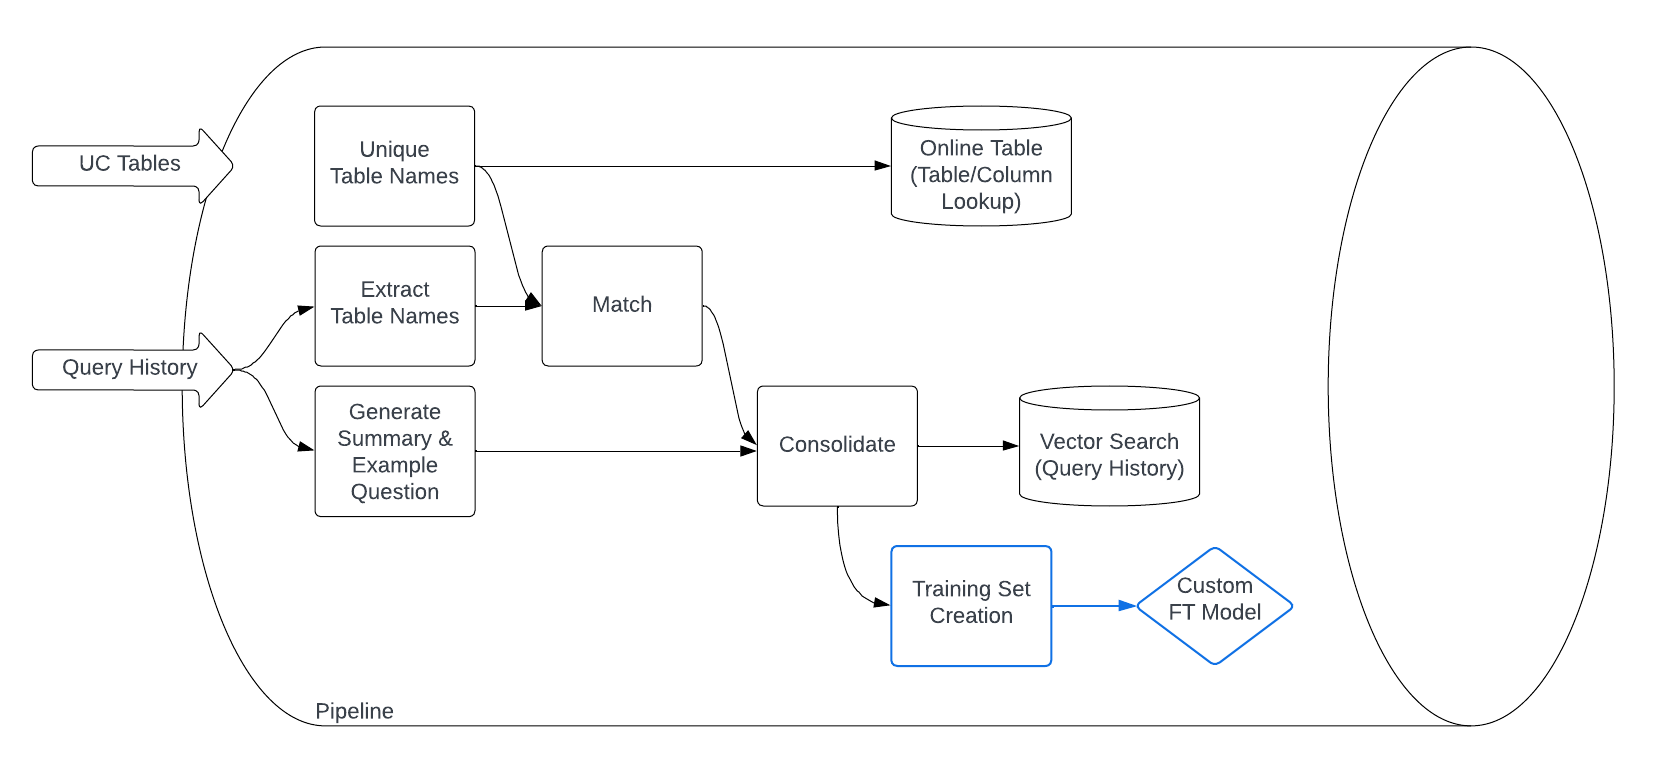 UC Tables
Unique
Table Names
Online Table
(Table/Column
Lookup)
Extract
Table Names
Match
Query History
Generate
Summary &
Example
Question
Consolidate
Vector Search
(Query History)
Training Set
Creation
Custom
FT Model
Pipeline